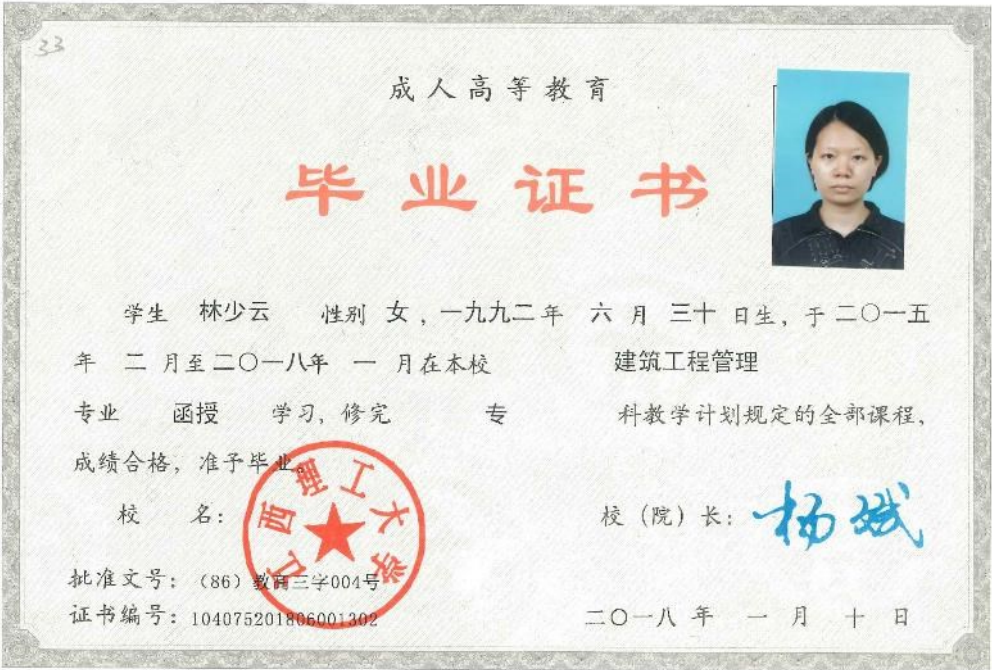 33
成人高等教育
毕业证书
学生 林少云 性别 女，一九九二年 六 月 三十 日生，于二〇一五
年 二 月至二〇一八年 一 月在本校 建筑工程管理
专业 函授 学习，修完 专 科教学计划规定的全部课程，
成绩合格，准予毕业。
江西理工大学
校 名： 校（院）长：杨斌
批准文号：（86）教高三字004号
证书编号：104075201806001302 二〇一八年 一 月 十 日